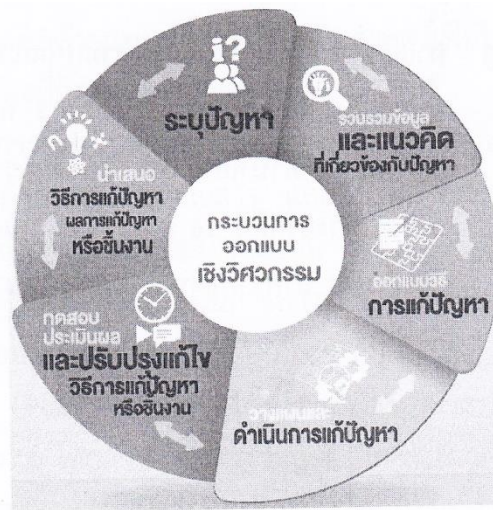 i?
ระบุปัญหา
รวบรวมข้อมูล
และแนวคิด
ที่เกี่ยวข้องกับปัญหา
ออกแบบวิธี
การแก้ปัญหา
วางแผนและ
ดำเนินการแก้ปัญหา
ทดสอบ
ประเมินผล
และปรับปรุงแก้ไข
วิธีการแก้ปัญหา
หรือชิ้นงาน
นำเสนอ
วิธีการแก้ปัญหา
ผลการแก้ปัญหา
หรือชิ้นงาน
กระบวนการ
ออกแบบ
เชิงวิศวกรรม